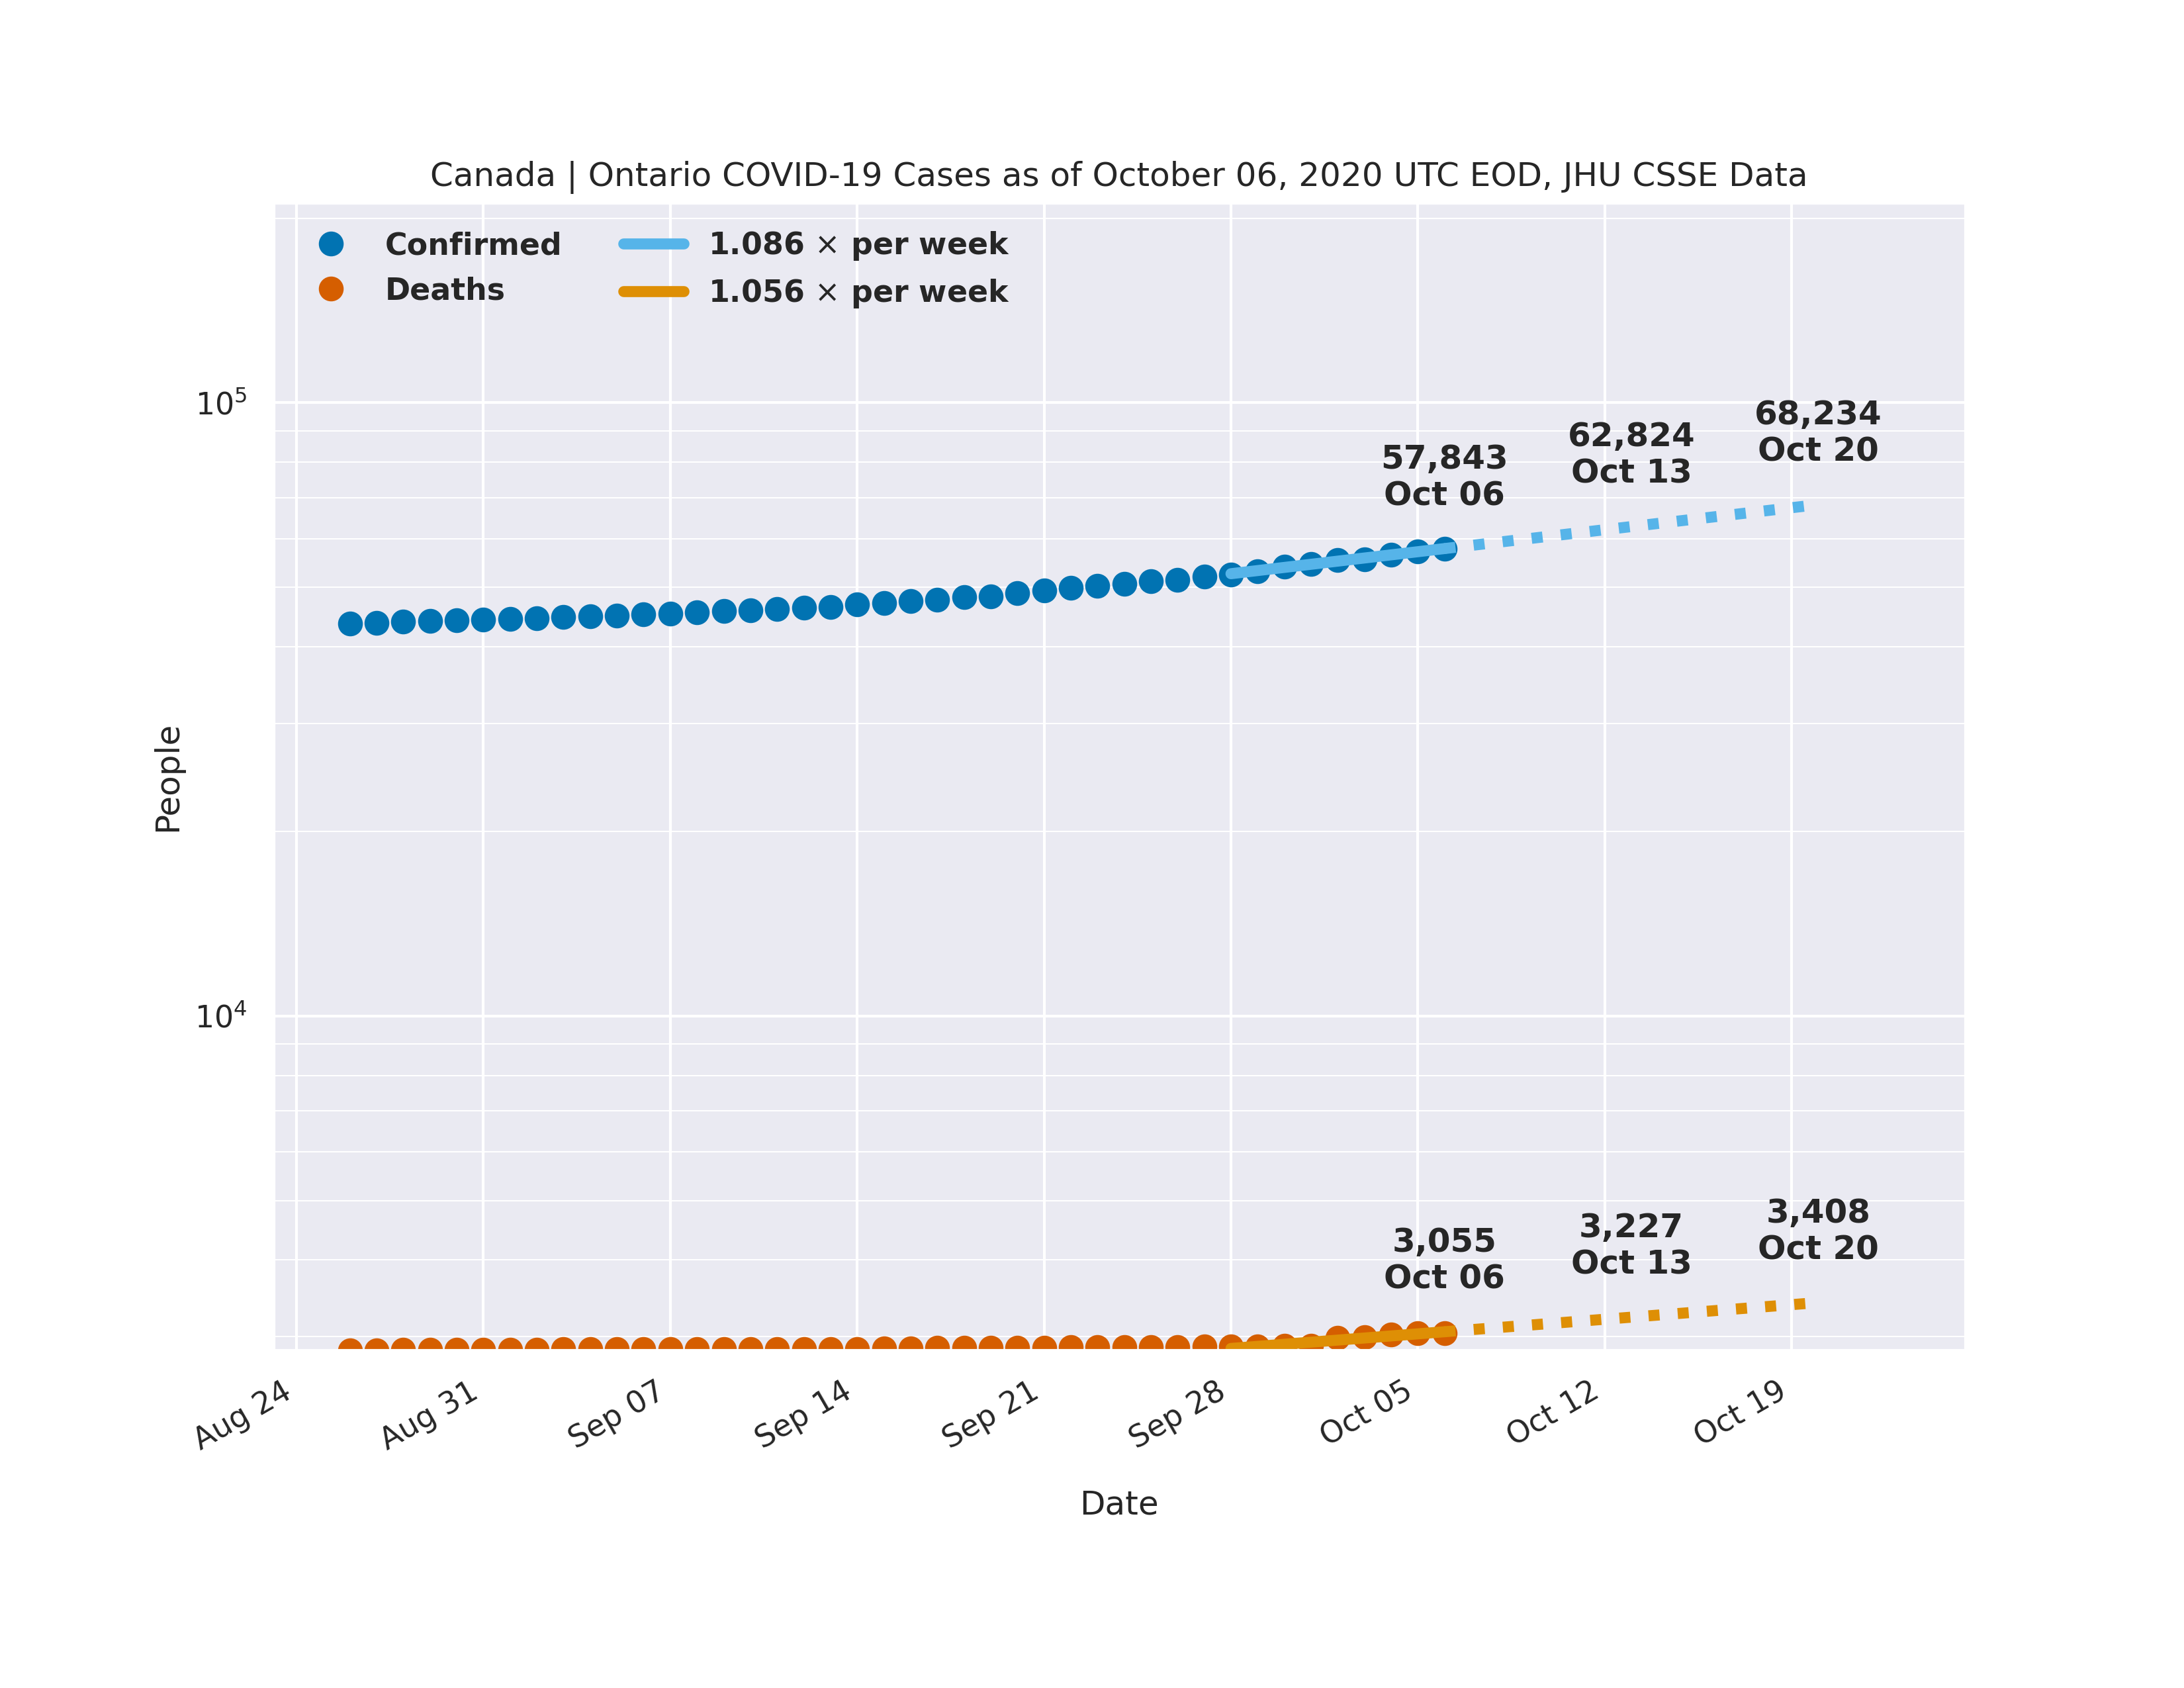 Canada | Ontario COVID-19 Cases as of October 06, 2020 UTC EOD, JHU CSSE Data
Confirmed
Deaths
1.086 × per week
1.056 × per week
10⁵
10⁴
People
57,843
Oct 06
62,824
Oct 13
68,234
Oct 20
3,055
Oct 06
3,227
Oct 13
3,408
Oct 20
Aug 24
Aug 31
Sep 07
Sep 14
Sep 21
Sep 28
Oct 05
Oct 12
Oct 19
Date